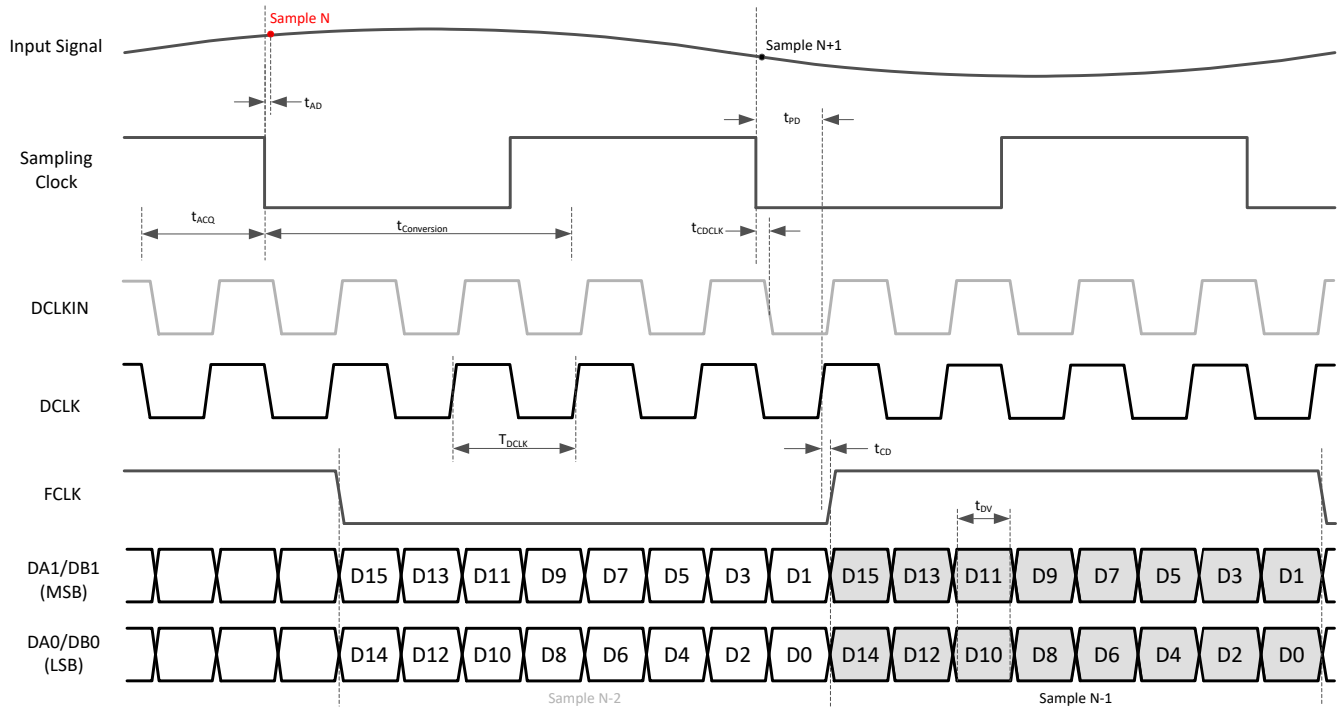 Sample N
Input Signal
Sample N+1
tAD
tPD
Sampling
Clock
tACQ
tConversion
tCDCLK
DCLKIN
DCLK
TDCLK
tCD
FCLK
tDV
DA1/DB1
(MSB)
D15 D13 D11 D9 D7 D5 D3 D1 D15 D13 D11 D9 D7 D5 D3 D1
DA0/DB0
(LSB)
D14 D12 D10 D8 D6 D4 D2 D0 D14 D12 D10 D8 D6 D4 D2 D0
Sample N-2
Sample N-1